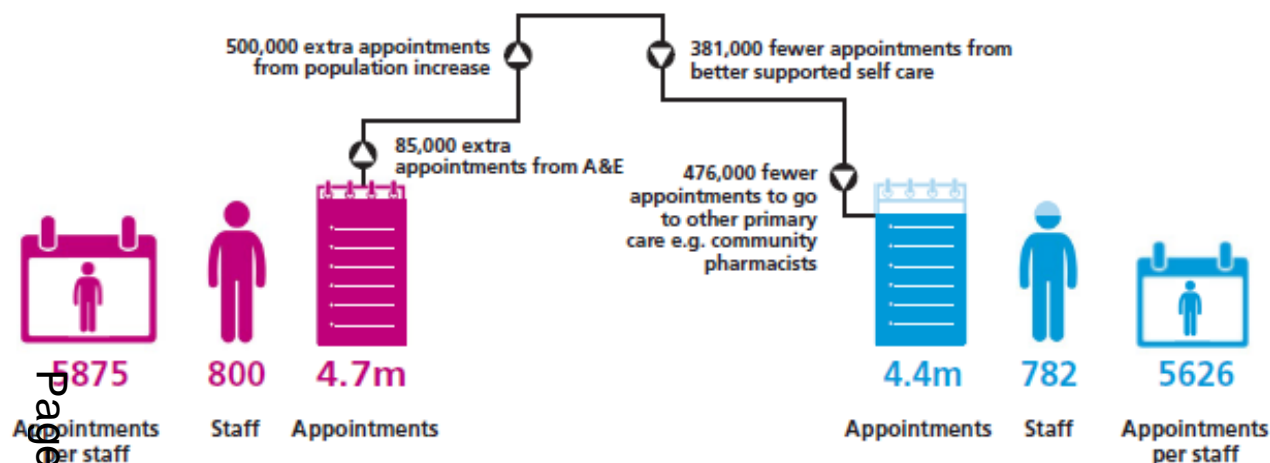 500,000 extra appointments
from population increase
381,000 fewer appointments from
better supported self care
85,000 extra
appointments from A&E
476,000 fewer
appointments to go
to other primary
care e.g. community
pharmacists
5875
Appointments
per staff
800
Staff
4.7m
Appointments
4.4m
Appointments
782
Staff
5626
Appointments
per staff
Page